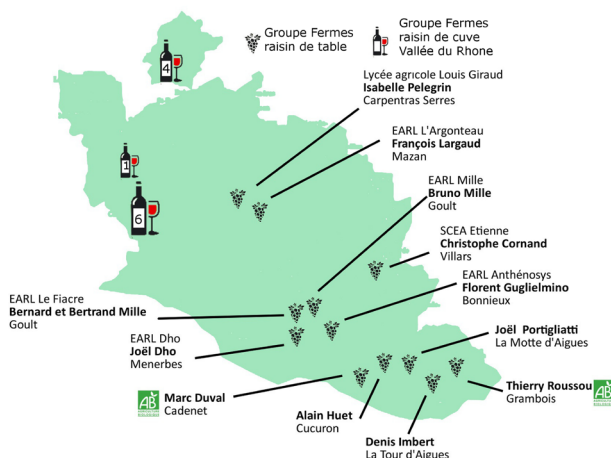 Groupe Fermes
raisin de table
Groupe Fermes
raisin de cuve
Vallée du Rhone
4
1
6
Lycée agricole Louis Giraud
Isabelle Pelegrin
Carpentras Serres
EARL L'Argonteau
François Largaud
Mazan
EARL Mille
Bruno Mille
Goult
SCEA Etienne
Christophe Cornand
Villars
EARL Anthénosys
Florent Guglielmino
Bonnieux
EARL Le Fiacre
Bernard et Bertrand Mille
Goult
EARL Dho
Joël Dho
Menerbes
Joël Portigliatti
La Motte d'Aigues
AB
Marc Duval
Cadenet
Thierry Roussou
Grambois
AB
Alain Huet
Cucuron
Denis Imbert
La Tour d'Aigues